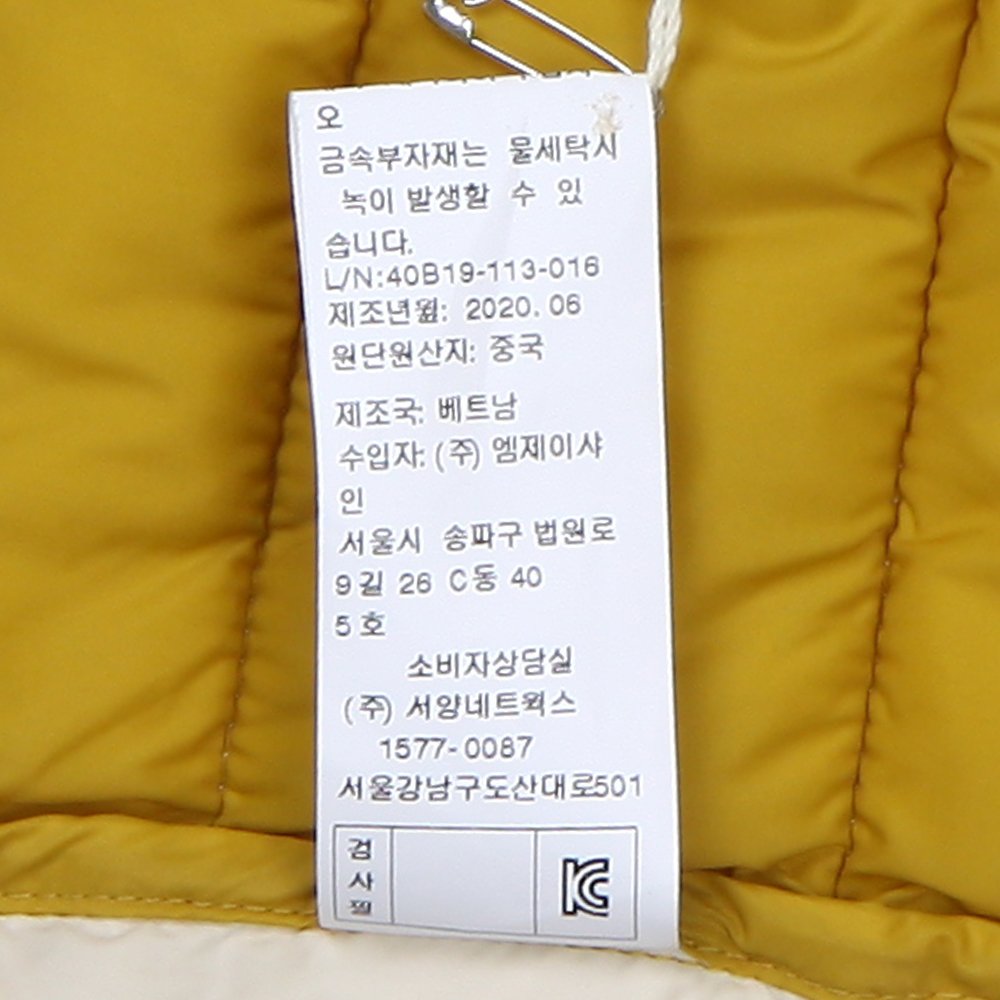 오
금속부자재는 물세탁시
녹이 발생할 수 있
습니다.
L/N:40B19-113-016
제조년월: 2020.06
원단원산지: 중국
제조국: 베트남
수입자: (주) 엠제이샤
인
서울시 송파구 법원로
9길 26 C동 40
5호
소비자상담실
(주) 서양네트웍스
1577-0087
서울강남구도산대로501
검
사
필
KC